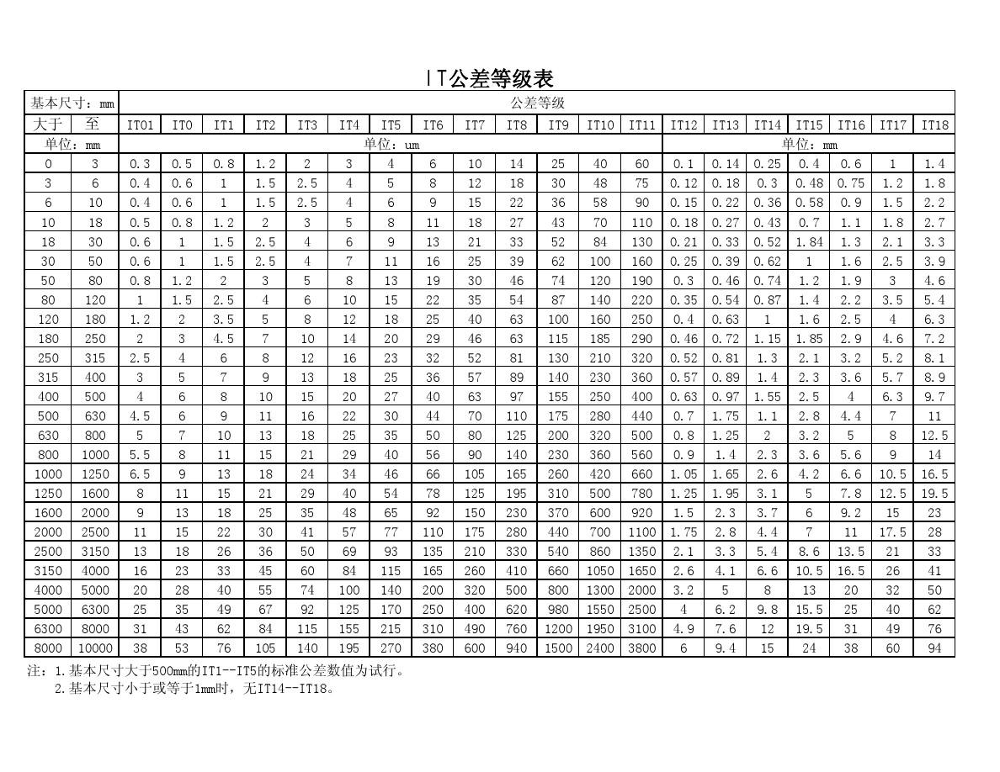 IT公差等级表
基本尺寸：mm 公差等级
大于 至 IT01 IT0 IT1 IT2 IT3 IT4 IT5 IT6 IT7 IT8 IT9 IT10 IT11 IT12 IT13 IT14 IT15 IT16 IT17 IT18
单位：mm 单位：um 单位：mm
0 3 0.3 0.5 0.8 1.2 2 3 4 6 10 14 25 40 60 0.1 0.14 0.25 0.4 0.6 1 1.4
3 6 0.4 0.6 1 1.5 2.5 4 5 8 12 18 30 48 75 0.12 0.18 0.3 0.48 0.75 1.2 1.8
6 10 0.4 0.6 1 1.5 2.5 4 6 9 15 22 36 58 90 0.15 0.22 0.36 0.58 0.9 1.5 2.2
10 18 0.5 0.8 1.2 2 3 5 8 11 18 27 43 70 110 0.18 0.27 0.43 0.7 1.1 1.8 2.7
18 30 0.6 1 1.5 2.5 4 6 9 13 21 33 52 84 130 0.21 0.33 0.52 1.84 1.3 2.1 3.3
30 50 0.6 1 1.5 2.5 4 7 11 16 25 39 62 100 160 0.25 0.39 0.62 1 1.6 2.5 3.9
50 80 0.8 1.2 2 3 5 8 13 19 30 46 74 120 190 0.3 0.46 0.74 1.2 1.9 3 4.6
80 120 1 1.5 2.5 4 6 10 15 22 35 54 87 140 220 0.35 0.54 0.87 1.4 2.2 3.5 5.4
120 180 1.2 2 3.5 5 8 12 18 25 40 63 100 160 250 0.4 0.63 1 1.6 2.5 4 6.3
180 250 2 3 4.5 7 10 14 20 29 46 63 115 185 290 0.46 0.72 1.15 1.85 2.9 4.6 7.2
250 315 2.5 4 6 8 12 16 23 32 52 81 130 210 320 0.52 0.81 1.3 2.1 3.2 5.2 8.1
315 400 3 5 7 9 13 18 25 36 57 89 140 230 360 0.57 0.89 1.4 2.3 3.6 5.7 8.9
400 500 4 6 8 10 15 20 27 40 63 97 155 250 400 0.63 0.97 1.55 2.5 4 6.3 9.7
500 630 4.5 6 9 11 16 22 30 44 70 110 175 280 440 0.7 1.75 1.1 2.8 4.4 7 11
630 800 5 7 10 13 18 25 35 50 80 125 200 320 500 0.8 1.25 2 3.2 5 8 12.5
800 1000 5.5 8 11 15 21 29 40 56 90 140 230 360 560 0.9 1.4 2.3 3.6 5.6 9 14
1000 1250 6.5 9 13 18 24 34 46 66 105 165 260 420 660 1.05 1.65 2.6 4.2 6.6 10.5 16.5
1250 1600 8 11 15 21 29 40 54 78 125 195 310 500 780 1.25 1.95 3.1 5 7.8 12.5 19.5
1600 2000 9 13 18 25 35 48 65 92 150 230 370 600 920 1.5 2.3 3.7 6 9.2 15 23
2000 2500 11 15 22 30 41 57 77 110 175 280 440 700 1100 1.75 2.8 4.4 7 11 17.5 28
2500 3150 13 18 26 36 50 69 93 135 210 330 540 860 1350 2.1 3.3 5.4 8.6 13.5 21 33
3150 4000 16 23 33 45 60 84 115 165 260 410 660 1050 1650 2.6 4.1 6.6 10.5 16.5 26 41
4000 5000 20 28 40 55 74 100 140 200 320 500 800 1300 2000 3.2 5 8 13 20 32 50
5000 6300 25 35 49 67 92 125 170 250 400 620 980 1550 2500 4 6.2 9.8 15.5 25 40 62
6300 8000 31 43 62 84 115 155 215 310 490 760 1200 1950 3100 4.9 7.6 12 19.5 31 49 76
8000 10000 38 53 76 105 140 195 270 380 600 940 1500 2400 3800 6 9.4 15 24 38 60 94
注：1.基本尺寸大于500mm的IT1--IT5的标准公差数值为试行。
2.基本尺寸小于或等于1mm时，无IT14--IT18。